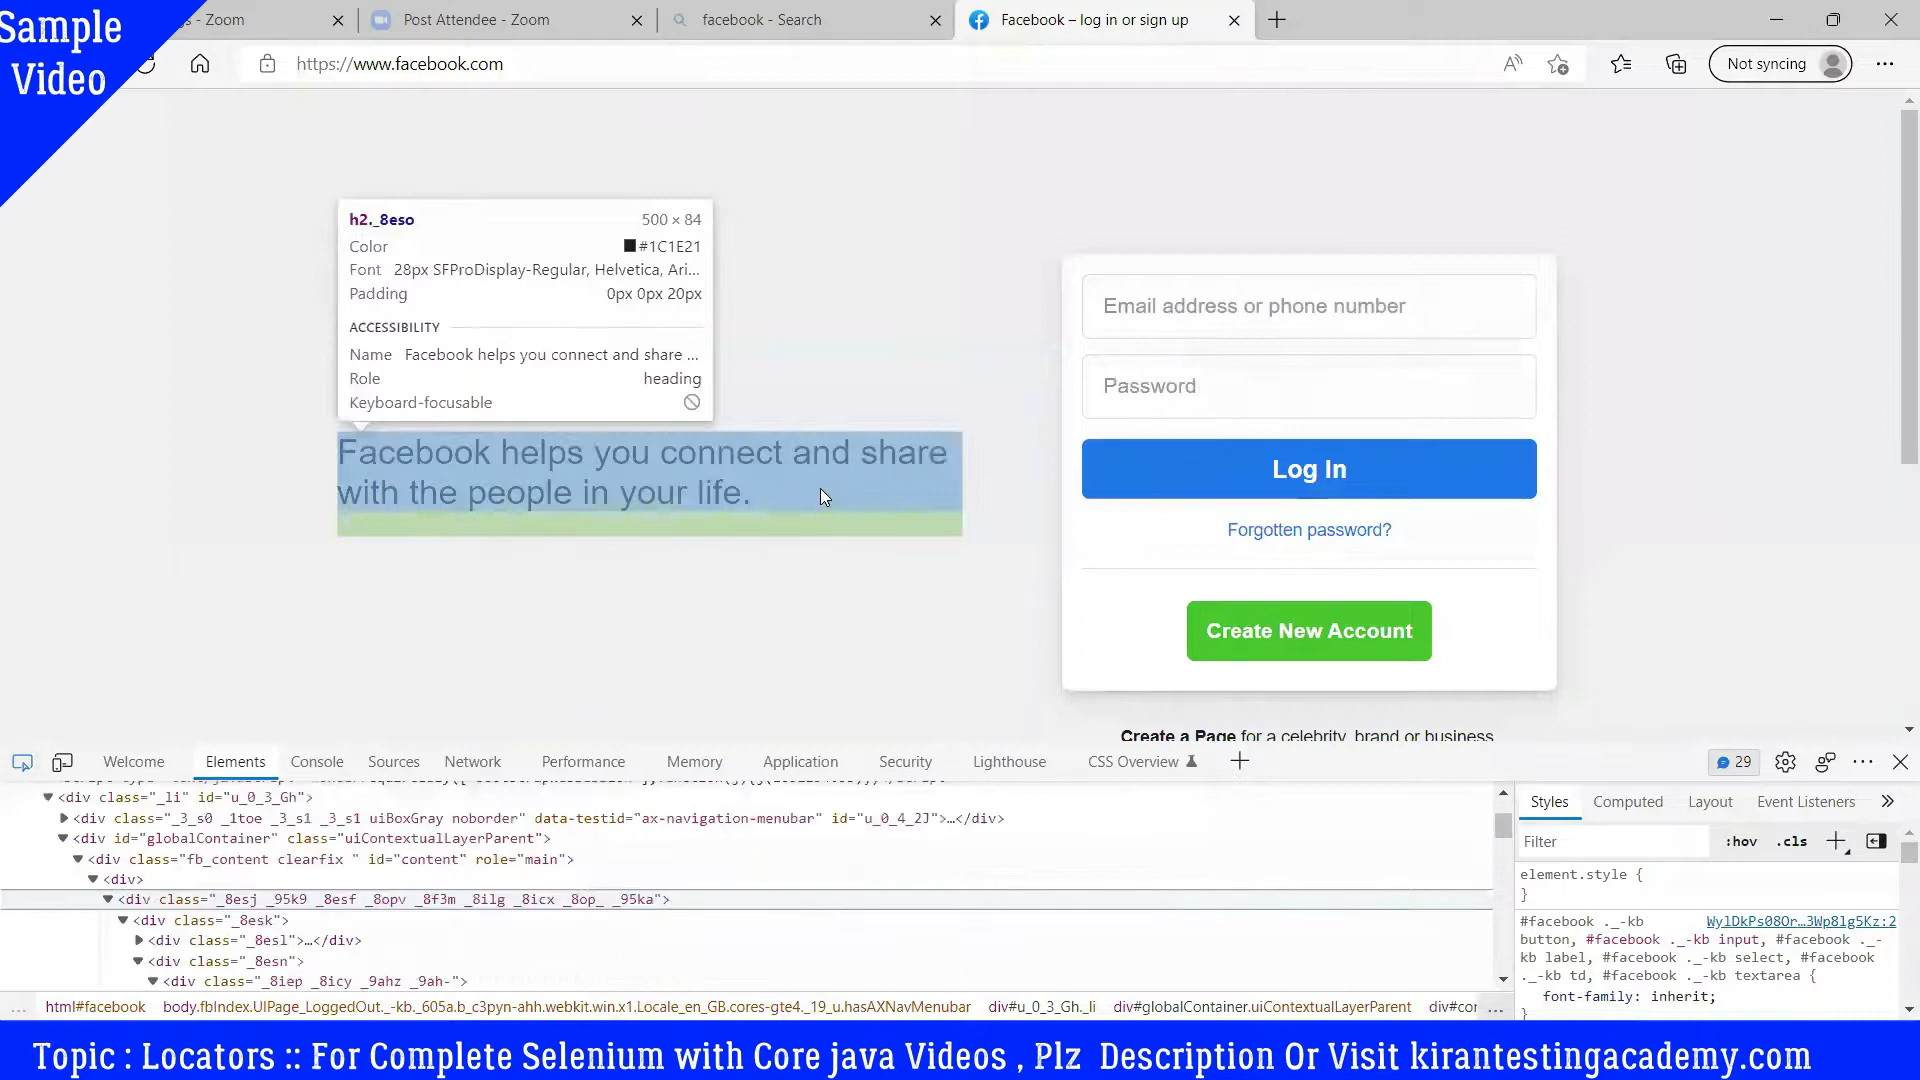 Sample
Video
gs - Zoom
Post Attendee - Zoom
facebook - Search
Facebook – log in or sign up
https://www.facebook.com
Not syncing
h2._8eso 500 × 84
Color #1C1E21
Font 28px SFProDisplay-Regular, Helvetica, Ari...
Padding 0px 0px 20px
ACCESSIBILITY
Name Facebook helps you connect and share ...
Role heading
Keyboard-focusable
Facebook helps you connect and share
with the people in your life.
Email address or phone number
Password
Log In
Forgotten password?
Create New Account
Create a Page for a celebrity, brand or business
Welcome Elements Console Sources Network Performance Memory Application Security Lighthouse CSS Overview 29
<div class="_li" id="u_0_3_Gh">
<div class="_3_s0 _1toe _3_s1 _3_s1 uiBoxGray noborder" data-testid="ax-navigation-menubar" id="u_0_4_2J">…</div>
<div id="globalContainer" class="uiContextualLayerParent">
<div class="fb_content clearfix " id="content" role="main">
<div>
<div class="_8esj _95k9 _8esf _8opv _8f3m _8ilg _8icx _8op_ _95ka">
<div class="_8esk">
<div class="_8esl">…</div>
<div class="_8esn">
<div class="_8iep _8icy _9ahz _9ah-">
... html#facebook body.fbIndex.UIPage_LoggedOut._-kb._605a.b_c3pyn-ahh.webkit.win.x1.Locale_en_GB.cores-gte4._19_u.hasAXNavMenubar div#u_0_3_Gh._li div#globalContainer.uiContextualLayerParent div#cor ...
Styles Computed Layout Event Listeners
Filter :hov .cls
element.style {
}
#facebook ._-kb WylDkPs08Or…3Wp8lg5Kz:2
button, #facebook ._-kb input, #facebook ._-
kb label, #facebook ._-kb select, #facebook
._-kb td, #facebook ._-kb textarea {
font-family: inherit;
}
Topic : Locators :: For Complete Selenium with Core java Videos , Plz Description Or Visit kirantestingacademy.com